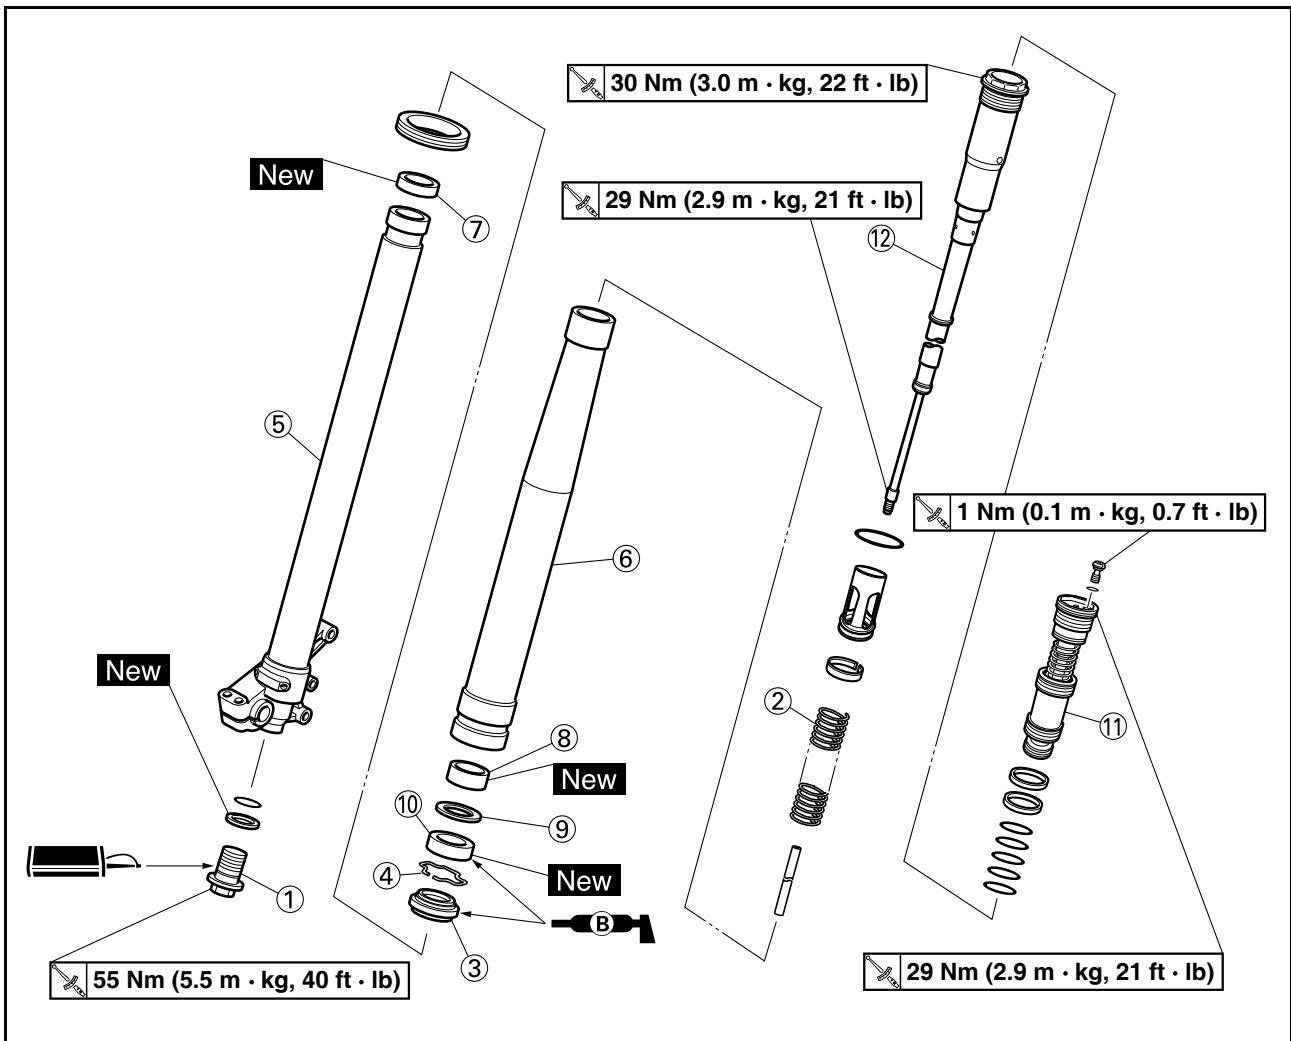 30 Nm (3.0 m · kg, 22 ft · lb)
New
29 Nm (2.9 m · kg, 21 ft · lb)
⑦
⑫
⑤
1 Nm (0.1 m · kg, 0.7 ft · lb)
⑥
New
②
⑪
⑧
New
⑩
⑨
④
New
①
B
③
55 Nm (5.5 m · kg, 40 ft · lb)
29 Nm (2.9 m · kg, 21 ft · lb)